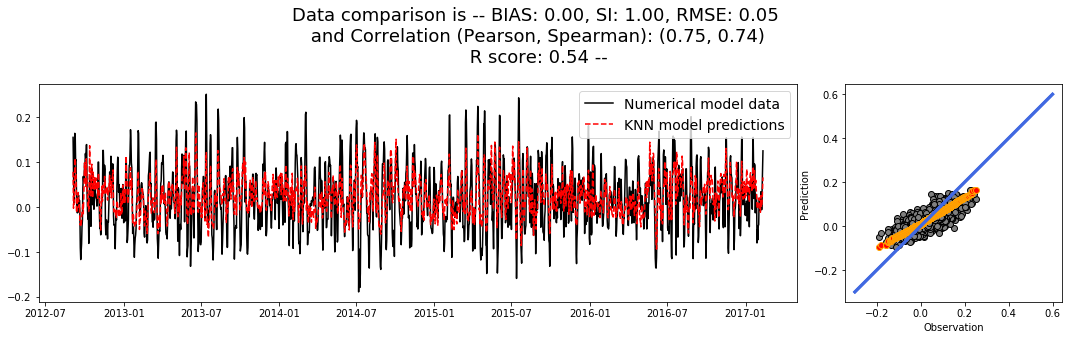 Data comparison is -- BIAS: 0.00, SI: 1.00, RMSE: 0.05
and Correlation (Pearson, Spearman): (0.75, 0.74)
R score: 0.54 --
Numerical model data
KNN model predictions
0.2
0.1
0.0
−0.1
−0.2
2012-07 2013-01 2013-07 2014-01 2014-07 2015-01 2015-07 2016-01 2016-07 2017-01
Prediction
0.6
0.4
0.2
0.0
−0.2
−0.2 0.0 0.2 0.4 0.6
Observation